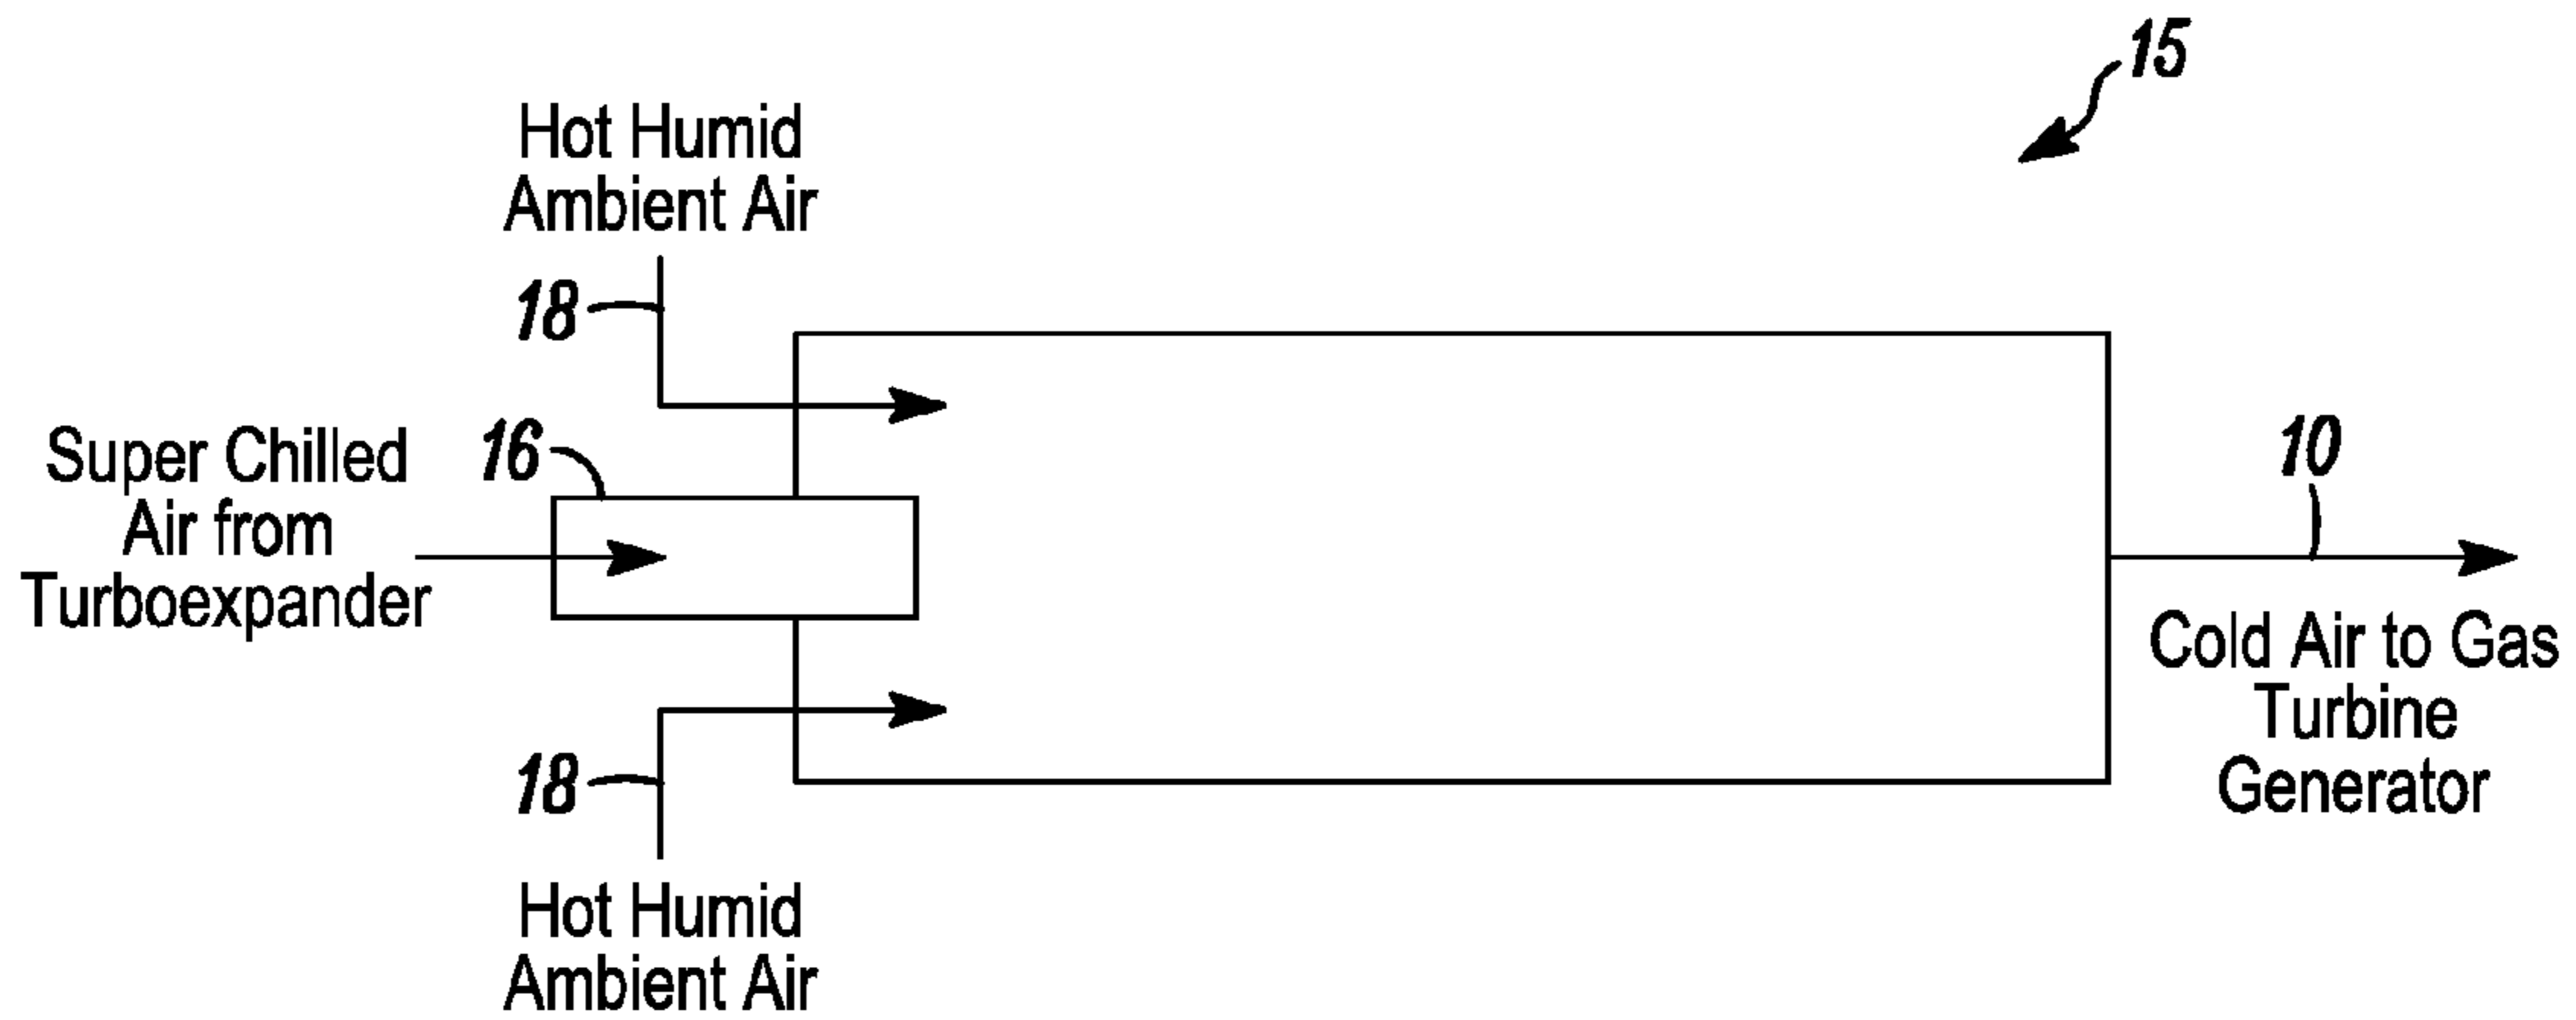 15
Hot Humid
Ambient Air
18
Super Chilled
Air from
Turboexpander
16
10
Cold Air to Gas
Turbine
Generator
18
Hot Humid
Ambient Air